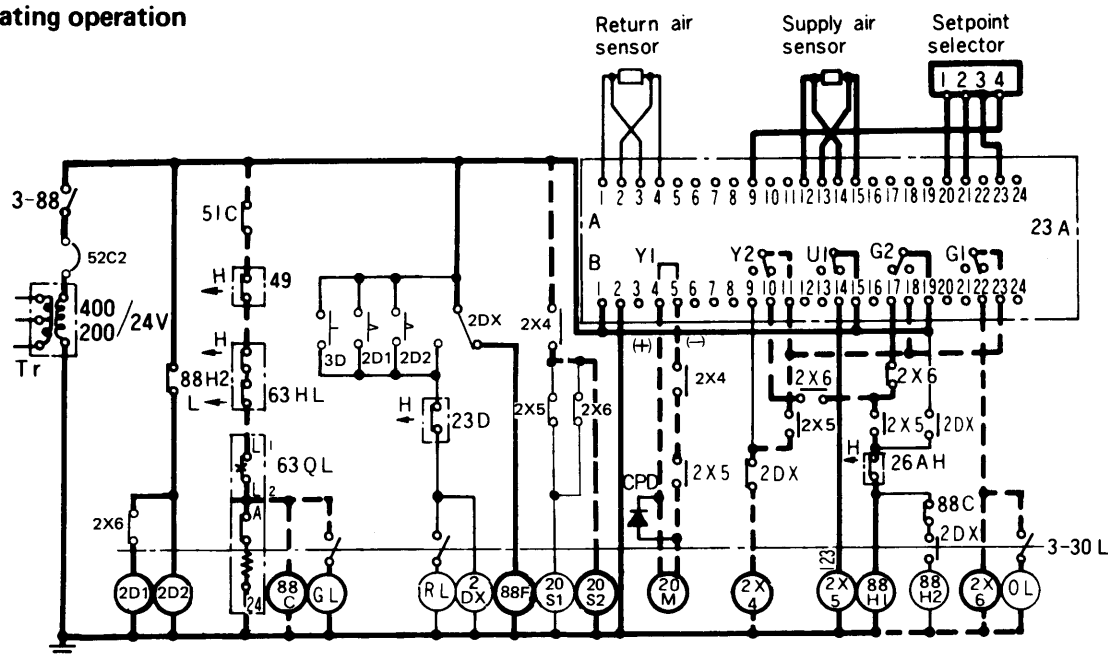 ating operation
Return air
sensor
Supply air
sensor
Setpoint
selector
1 2 3 4
3-88
52C2
400
200/24V
Tr
51C
H 49
H
63HL
88H2
L
L1
63QL
L2
A
24
1 2 3 4 5 6 7 8 9 10 11 12 13 14 15 16 17 18 19 20 21 22 23 24
A
23A
B
Y1 Y2 U1 G2 G1
1 2 3 4 5 6 7 8 9 10 11 12 13 14 15 16 17 18 19 20 21 22 23 24
(+) (−)
3D 2D1 2D2
2DX
2X4
H 23D
2X5 2X6
2X4
2X5
CPD
2X6
2X5
2DX
2X6
2X5 2DX
H 26AH
88C
2DX
2X6
3-30L
123
2D1 2D2 88C GL RL 2DX 88F 20S1 20S2 20M 2X4 2X5 88H1 88H2 2X6 OL